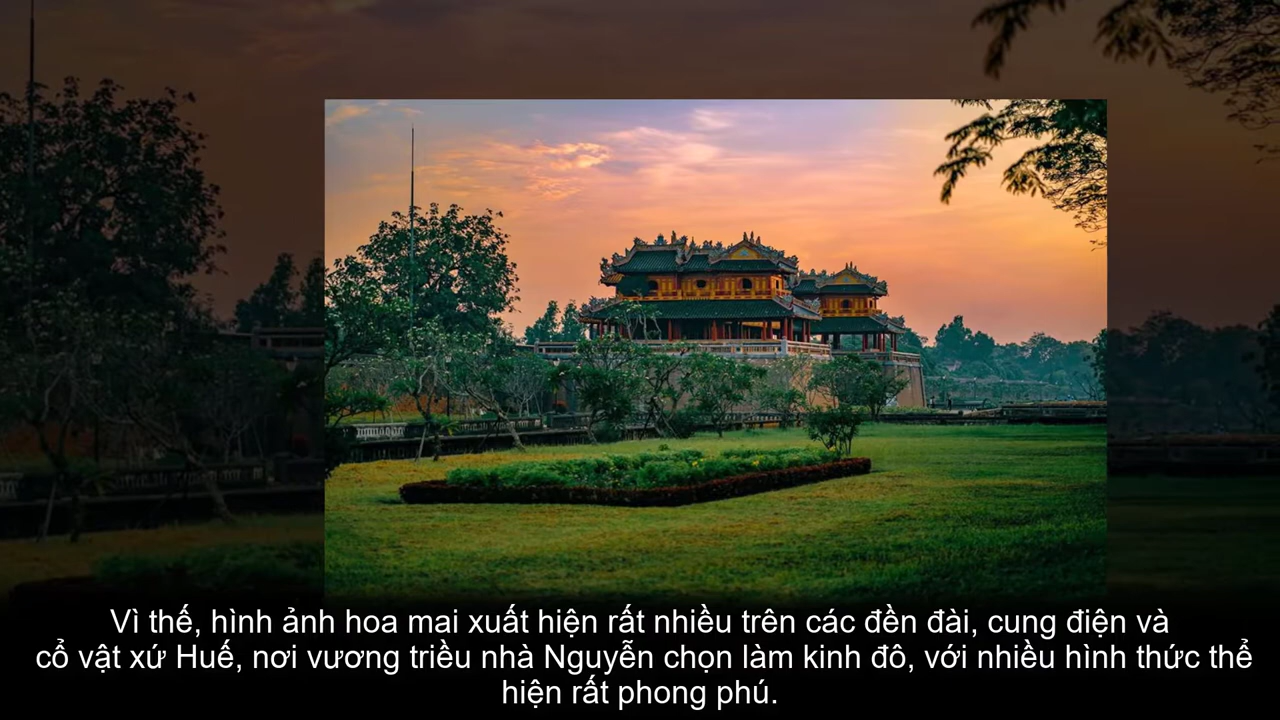 Vì thế, hình ảnh hoa mai xuất hiện rất nhiều trên các đền đài, cung điện và
cổ vật xứ Huế, nơi vương triều nhà Nguyễn chọn làm kinh đô, với nhiều hình thức thể
hiện rất phong phú.